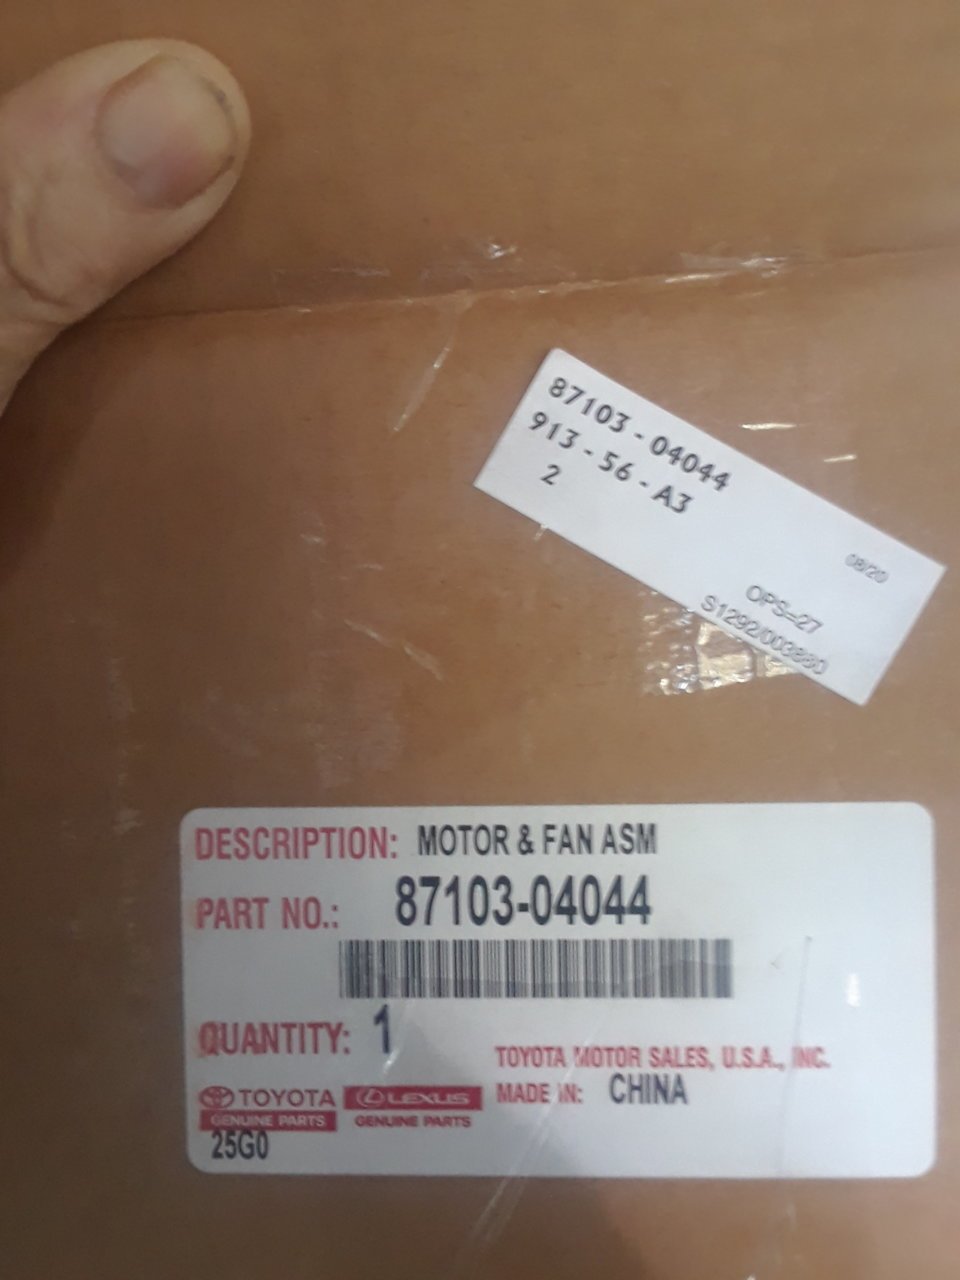 87103 - 04044
913 - 56 - A3
2
08/20
OPS=27
S1292/003880
DESCRIPTION: MOTOR & FAN ASM
PART NO.: 87103-04044
QUANTITY: 1
TOYOTA MOTOR SALES, U.S.A., INC.
MADE IN: CHINA
TOYOTA LEXUS
GENUINE PARTS GENUINE PARTS
25G0